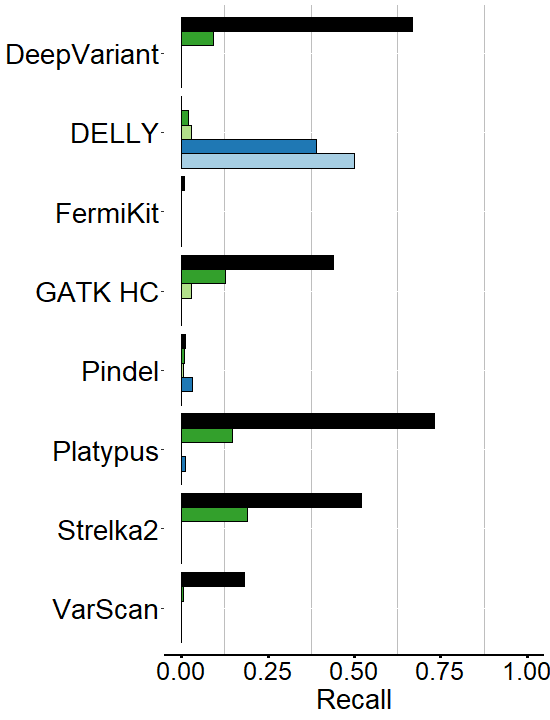 DeepVariant
DELLY
FermiKit
GATK HC
Pindel
Platypus
Strelka2
VarScan
0.00 0.25 0.50 0.75 1.00
Recall